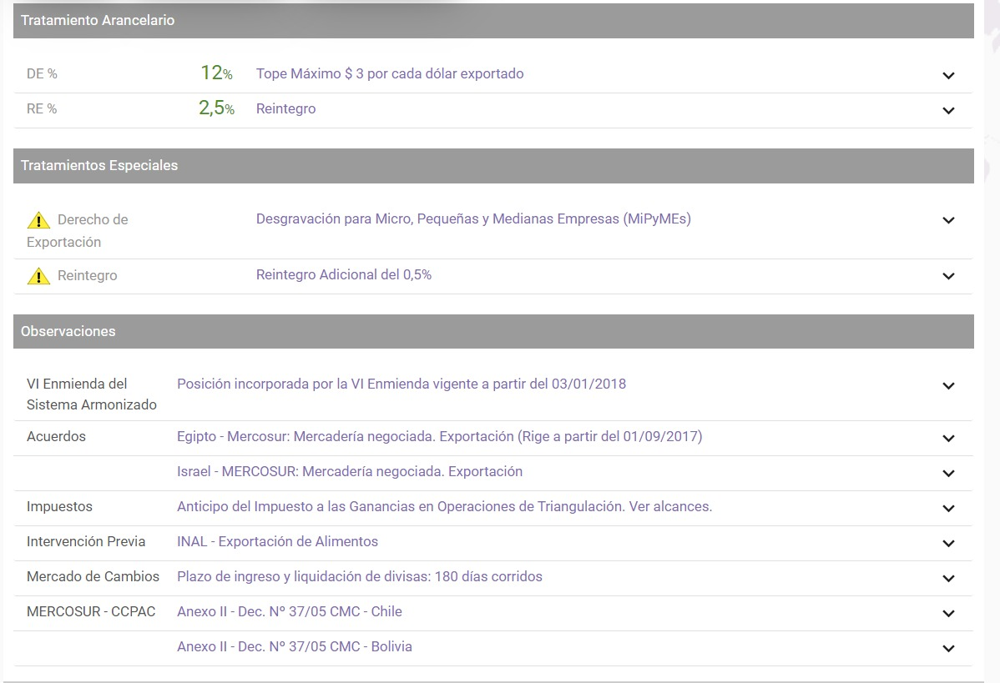 Tratamiento Arancelario
DE % 12% Tope Máximo $ 3 por cada dólar exportado
RE % 2,5% Reintegro
Tratamientos Especiales
Derecho de Exportación Desgravación para Micro, Pequeñas y Medianas Empresas (MiPyMEs)
Reintegro Reintegro Adicional del 0,5%
Observaciones
VI Enmienda del Sistema Armonizado Posición incorporada por la VI Enmienda vigente a partir del 03/01/2018
Acuerdos Egipto - Mercosur: Mercadería negociada. Exportación (Rige a partir del 01/09/2017)
Israel - MERCOSUR: Mercadería negociada. Exportación
Impuestos Anticipo del Impuesto a las Ganancias en Operaciones de Triangulación. Ver alcances.
Intervención Previa INAL - Exportación de Alimentos
Mercado de Cambios Plazo de ingreso y liquidación de divisas: 180 días corridos
MERCOSUR - CCPAC Anexo II - Dec. Nº 37/05 CMC - Chile
Anexo II - Dec. Nº 37/05 CMC - Bolivia